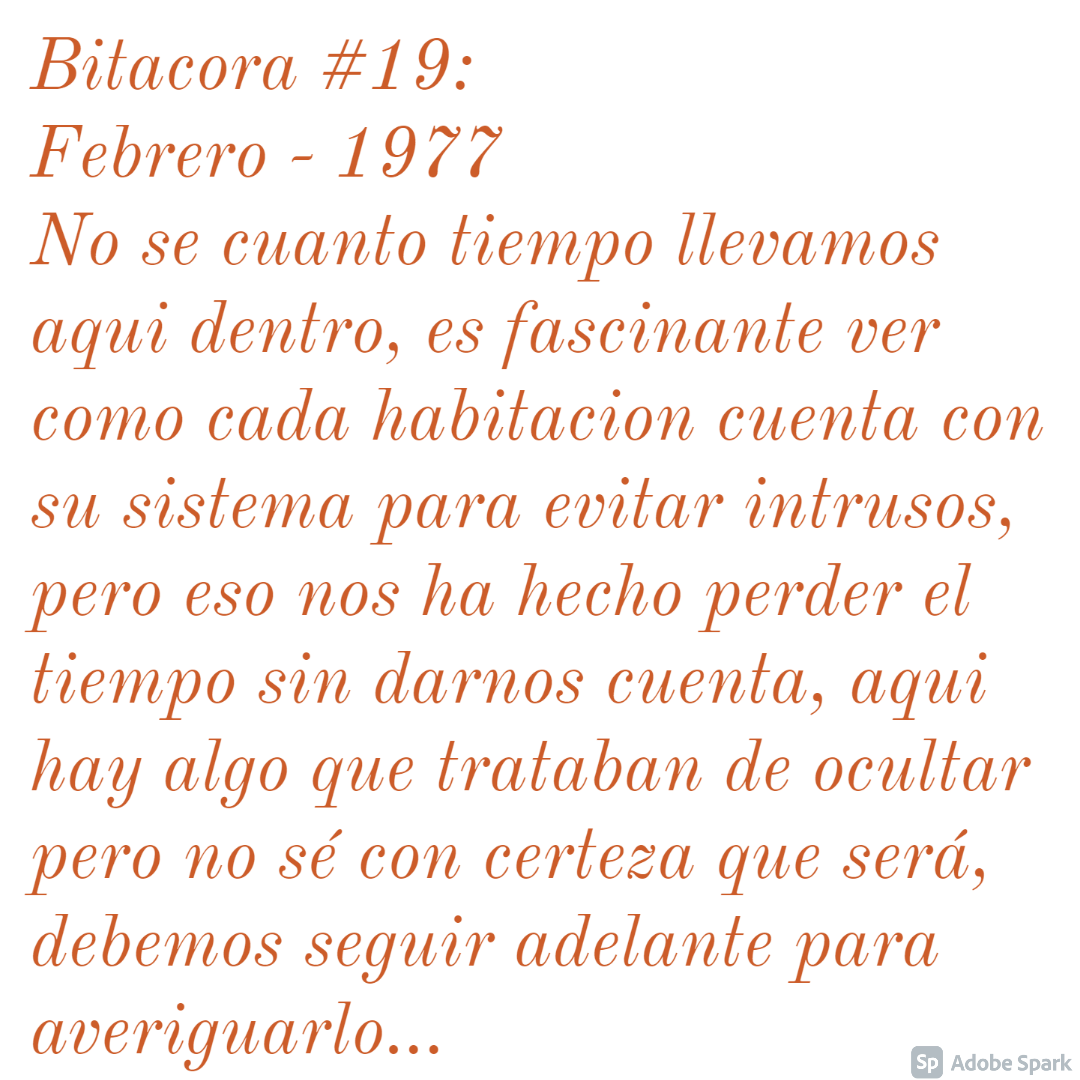 Bitacora #19:
Febrero - 1977
No se cuanto tiempo llevamos
aqui dentro, es fascinante ver
como cada habitacion cuenta con
su sistema para evitar intrusos,
pero eso nos ha hecho perder el
tiempo sin darnos cuenta, aqui
hay algo que trataban de ocultar
pero no sé con certeza que será,
debemos seguir adelante para
averiguarlo...
Sp Adobe Spark